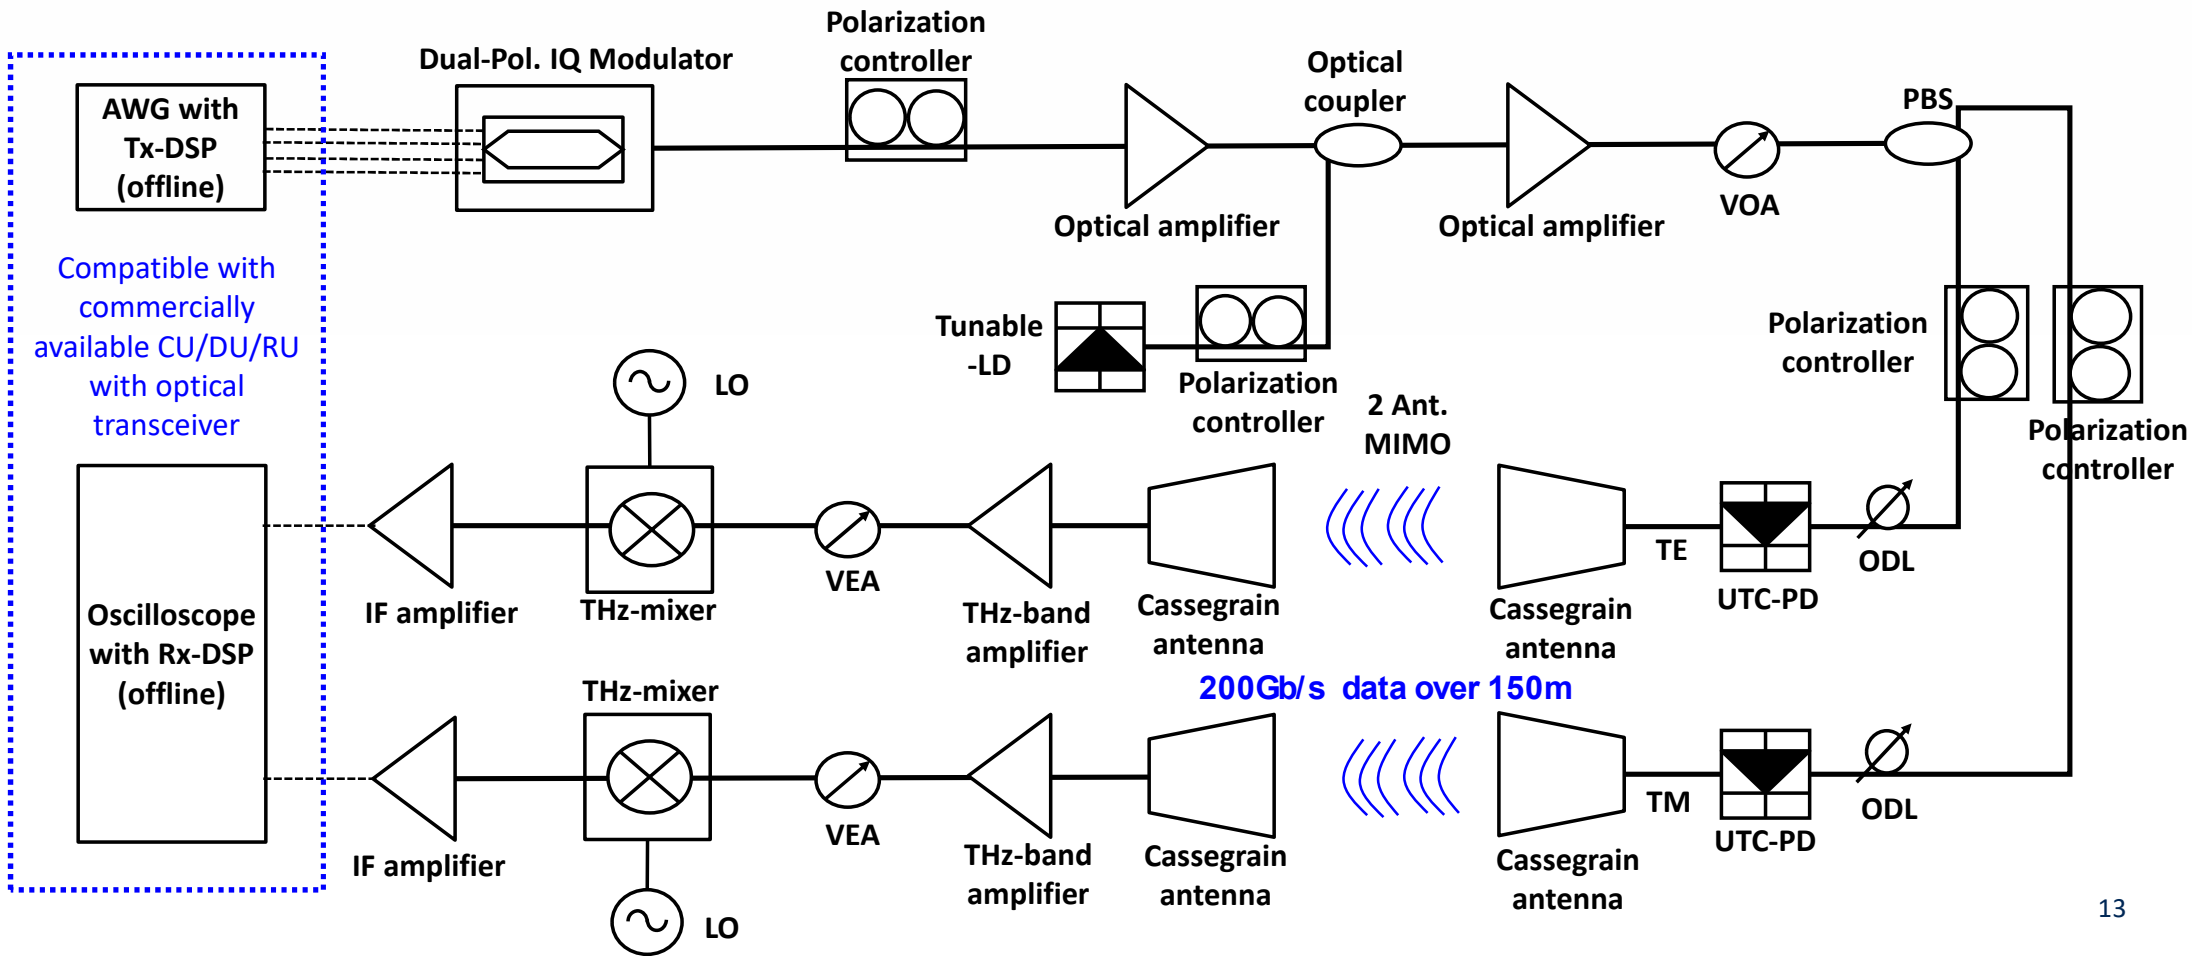 Polarization
controller
Dual-Pol. IQ Modulator
Optical
coupler
PBS
AWG with
Tx-DSP
(offline)
Optical amplifier
Optical amplifier
VOA
Compatible with
commercially
available CU/DU/RU
with optical
transceiver
Tunable
-LD
Polarization
controller
Polarization
controller
Polarization
controller
LO
2 Ant.
MIMO
Oscilloscope
with Rx-DSP
(offline)
IF amplifier
THz-mixer
VEA
THz-band
amplifier
Cassegrain
antenna
Cassegrain
antenna
TE
UTC-PD
ODL
200Gb/s data over 150m
THz-mixer
IF amplifier
VEA
THz-band
amplifier
Cassegrain
antenna
Cassegrain
antenna
TM
UTC-PD
ODL
LO
13